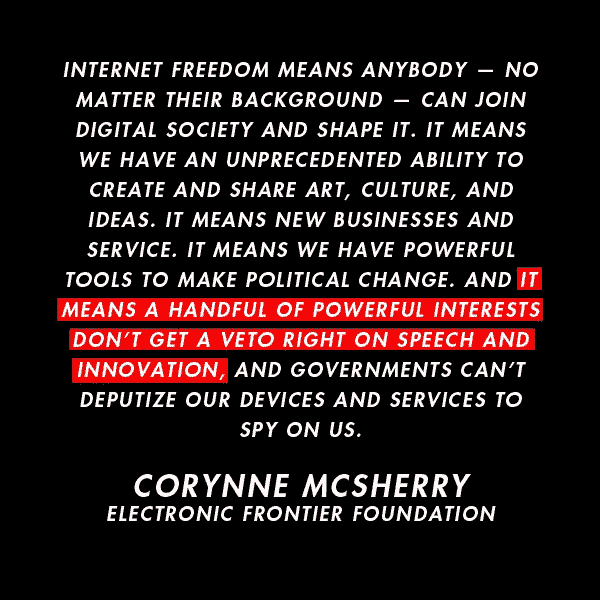 INTERNET FREEDOM MEANS ANYBODY — NO
MATTER THEIR BACKGROUND — CAN JOIN
DIGITAL SOCIETY AND SHAPE IT. IT MEANS
WE HAVE AN UNPRECEDENTED ABILITY TO
CREATE AND SHARE ART, CULTURE, AND
IDEAS. IT MEANS NEW BUSINESSES AND
SERVICE. IT MEANS WE HAVE POWERFUL
TOOLS TO MAKE POLITICAL CHANGE. AND IT
MEANS A HANDFUL OF POWERFUL INTERESTS
DON'T GET A VETO RIGHT ON SPEECH AND
INNOVATION, AND GOVERNMENTS CAN'T
DEPUTIZE OUR DEVICES AND SERVICES TO
SPY ON US.
CORYNNE MCSHERRY
ELECTRONIC FRONTIER FOUNDATION